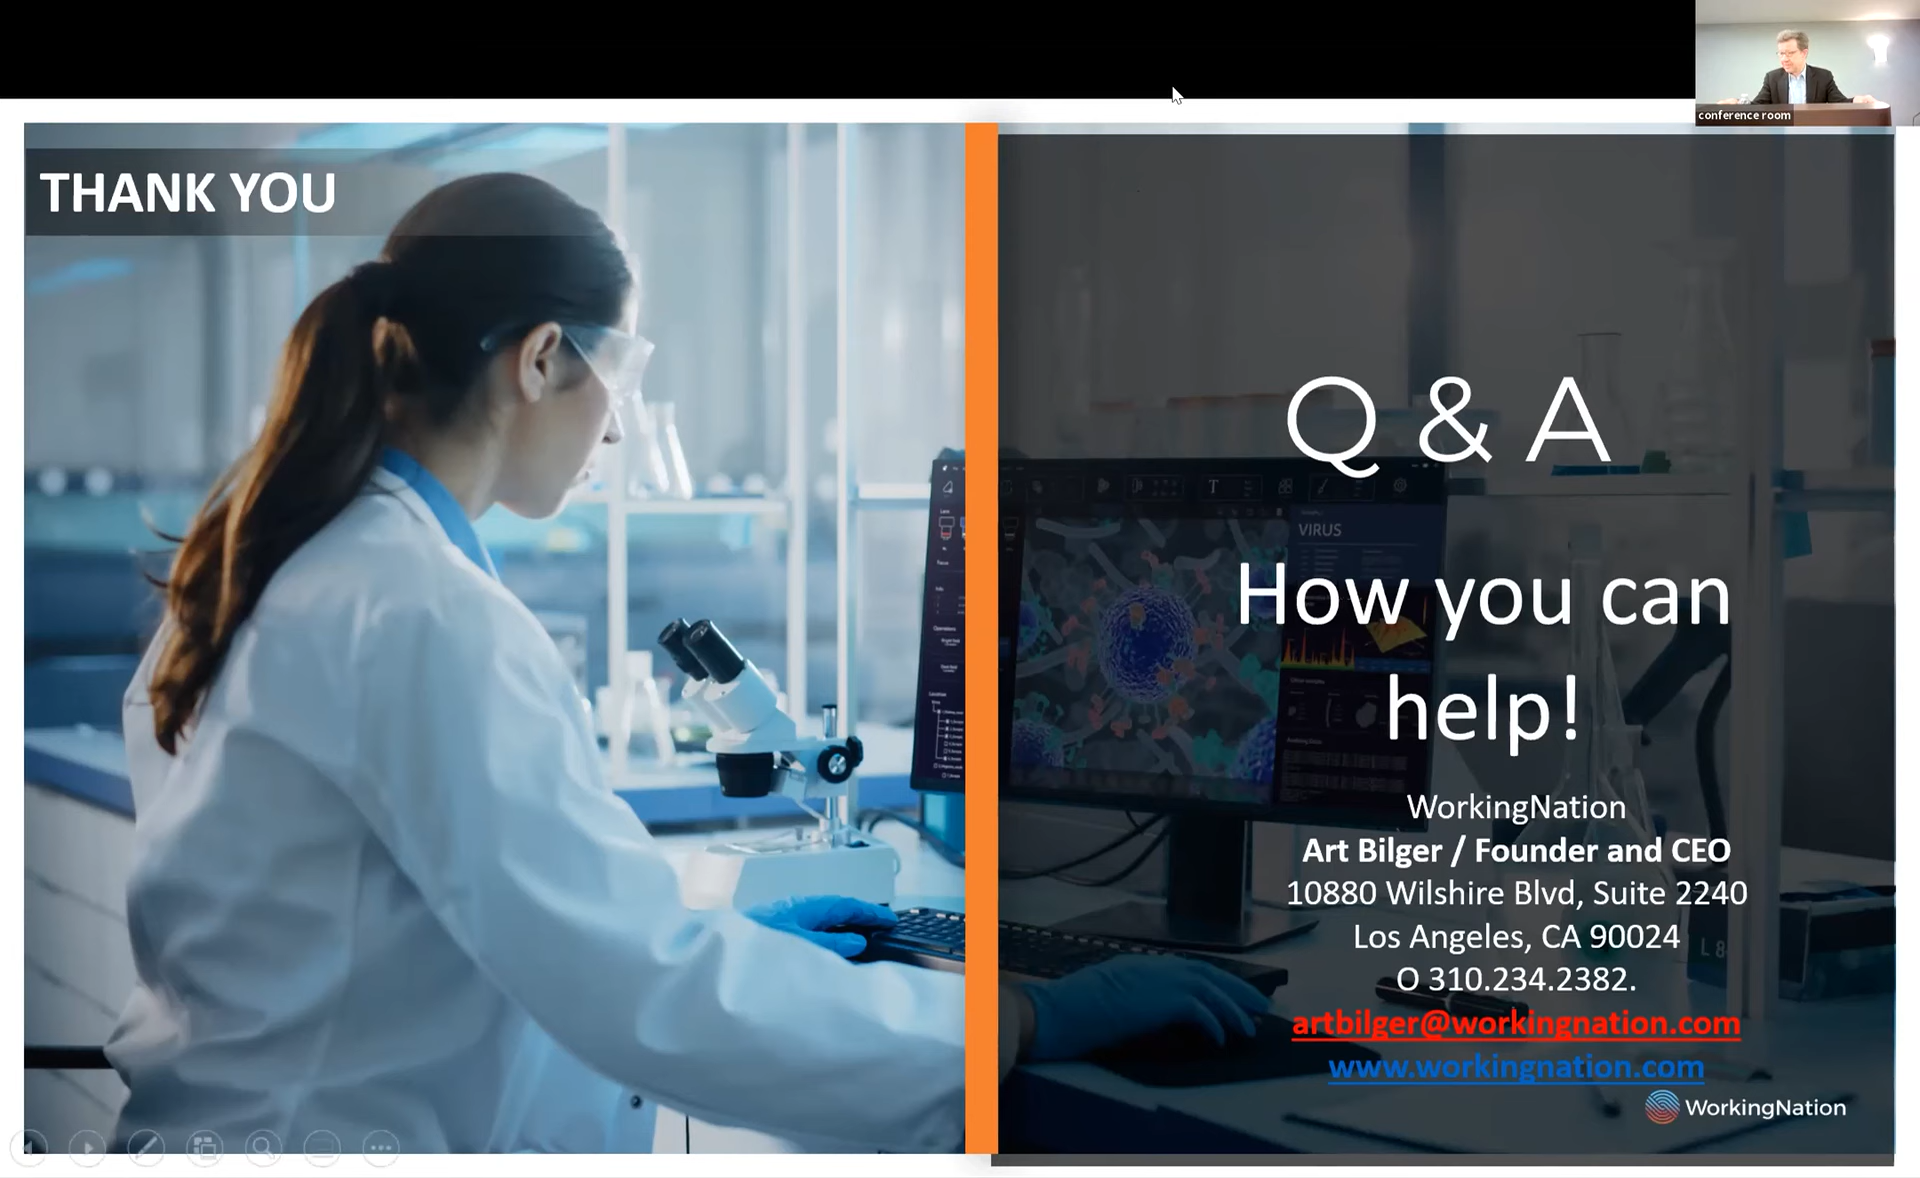 conference room
THANK YOU
Q & A
VIRUS
How you can
help!
WorkingNation
Art Bilger / Founder and CEO
10880 Wilshire Blvd, Suite 2240
Los Angeles, CA 90024
O 310.234.2382.
artbilger@workingnation.com
www.workingnation.com
WorkingNation